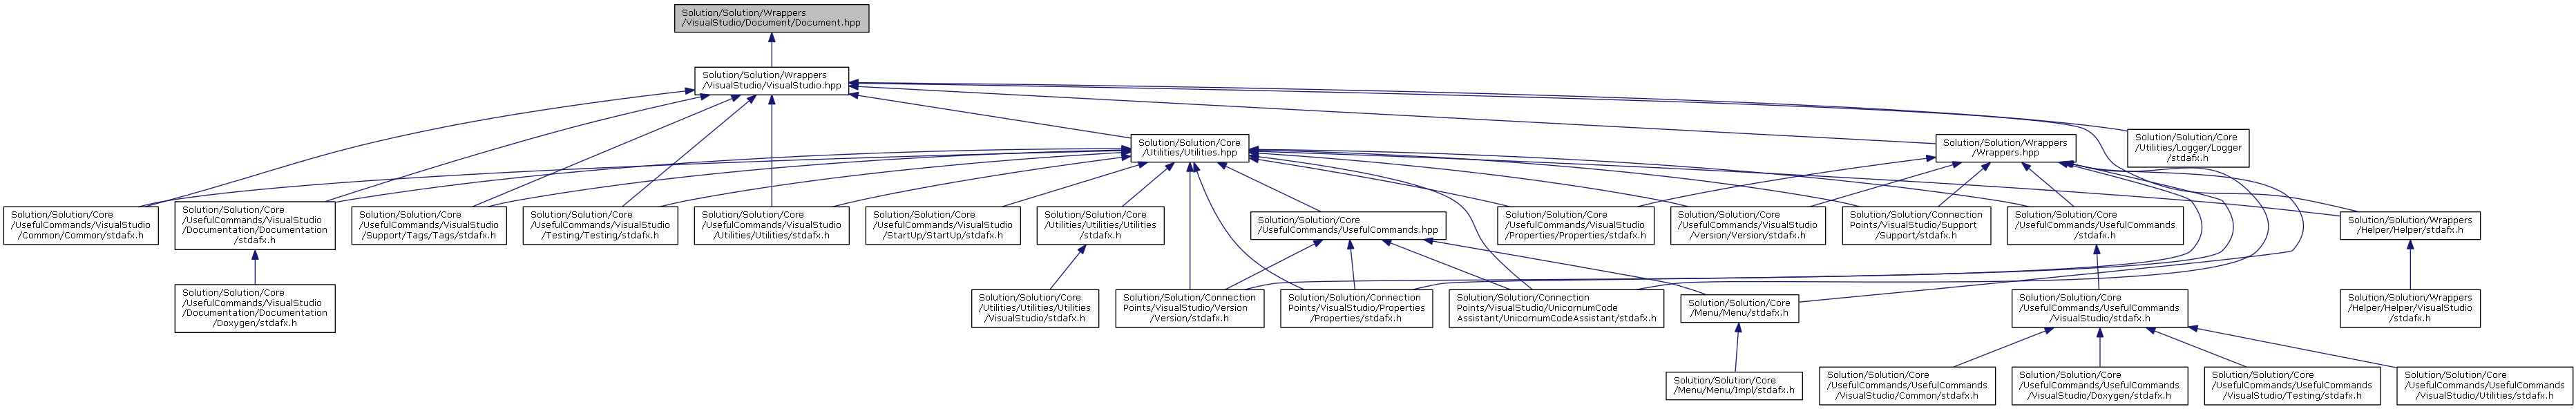 Solution/Solution/Wrappers
/VisualStudio/Document/Document.hpp
Solution/Solution/Wrappers
/VisualStudio/VisualStudio.hpp
Solution/Solution/Core
/Utilities/Logger/Logger
/stdafx.h
Solution/Solution/Core
/Utilities/Utilities.hpp
Solution/Solution/Wrappers
/Wrappers.hpp
Solution/Solution/Core
/UsefulCommands/VisualStudio
/Common/Common/stdafx.h
Solution/Solution/Core
/UsefulCommands/VisualStudio
/Documentation/Documentation
/stdafx.h
Solution/Solution/Core
/UsefulCommands/VisualStudio
/Support/Tags/Tags/stdafx.h
Solution/Solution/Core
/UsefulCommands/VisualStudio
/Testing/Testing/stdafx.h
Solution/Solution/Core
/UsefulCommands/VisualStudio
/Utilities/Utilities/stdafx.h
Solution/Solution/Core
/UsefulCommands/VisualStudio
/StartUp/StartUp/stdafx.h
Solution/Solution/Core
/Utilities/Utilities/Utilities
/stdafx.h
Solution/Solution/Core
/UsefulCommands/UsefulCommands.hpp
Solution/Solution/Core
/UsefulCommands/VisualStudio
/Properties/Properties/stdafx.h
Solution/Solution/Core
/UsefulCommands/VisualStudio
/Version/Version/stdafx.h
Solution/Solution/Connection
Points/VisualStudio/Support
/Support/stdafx.h
Solution/Solution/Core
/UsefulCommands/UsefulCommands
/stdafx.h
Solution/Solution/Wrappers
/Helper/Helper/stdafx.h
Solution/Solution/Core
/UsefulCommands/VisualStudio
/Documentation/Documentation
/Doxygen/stdafx.h
Solution/Solution/Core
/Utilities/Utilities/Utilities
/VisualStudio/stdafx.h
Solution/Solution/Connection
Points/VisualStudio/Version
/Version/stdafx.h
Solution/Solution/Connection
Points/VisualStudio/Properties
/Properties/stdafx.h
Solution/Solution/Connection
Points/VisualStudio/UnicornumCode
Assistant/UnicornumCodeAssistant/stdafx.h
Solution/Solution/Core
/Menu/Menu/stdafx.h
Solution/Solution/Core
/UsefulCommands/UsefulCommands
/VisualStudio/stdafx.h
Solution/Solution/Wrappers
/Helper/Helper/VisualStudio
/stdafx.h
Solution/Solution/Core
/Menu/Menu/Impl/stdafx.h
Solution/Solution/Core
/UsefulCommands/UsefulCommands
/VisualStudio/Common/stdafx.h
Solution/Solution/Core
/UsefulCommands/UsefulCommands
/VisualStudio/Doxygen/stdafx.h
Solution/Solution/Core
/UsefulCommands/UsefulCommands
/VisualStudio/Testing/stdafx.h
Solution/Solution/Core
/UsefulCommands/UsefulCommands
/VisualStudio/Utilities/stdafx.h